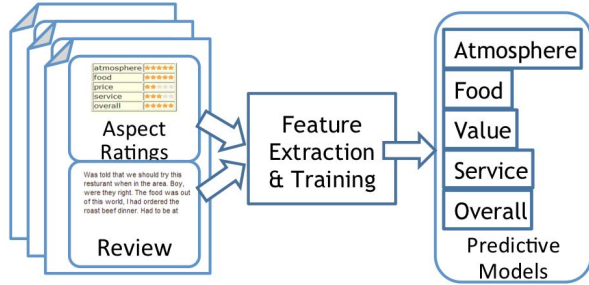 atmosphere
food
price
service
overall
Aspect
Ratings
Was told that we should try this
resturant when in the area. Boy,
were they right. The food was out
of this world, I had ordered the
roast beef dinner. Had to be at
Review
Feature
Extraction
& Training
Atmosphere
Food
Value
Service
Overall
Predictive
Models